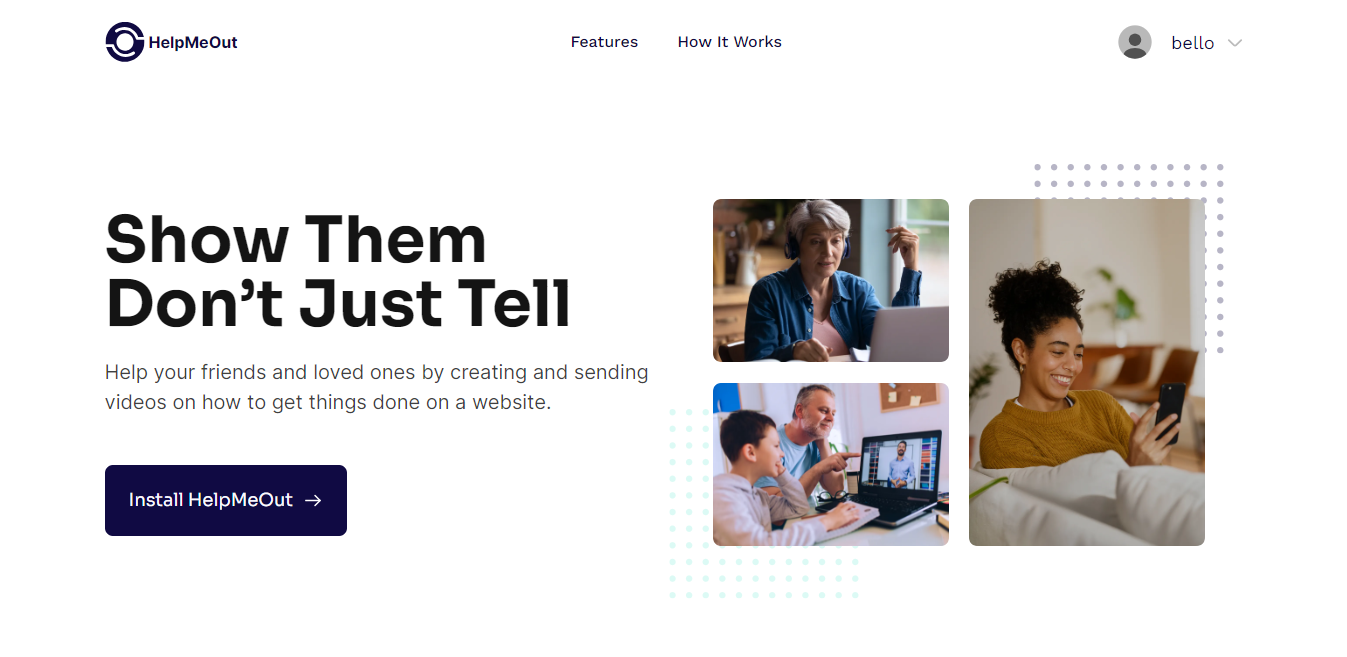 HelpMeOut
Features
How It Works
bello
Show Them
Don’t Just Tell
Help your friends and loved ones by creating and sending
videos on how to get things done on a website.
Install HelpMeOut →